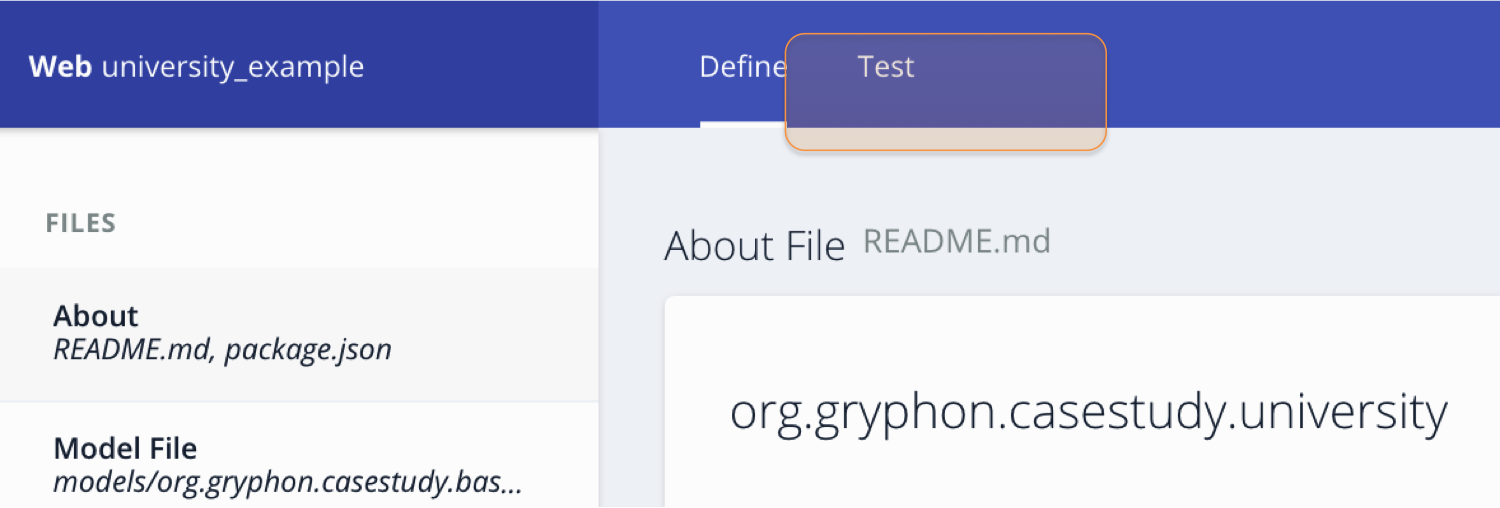 Web university_example
Define
Test
FILES
About
README.md, package.json
Model File
models/org.gryphon.casestudy.bas...
About File README.md
org.gryphon.casestudy.university